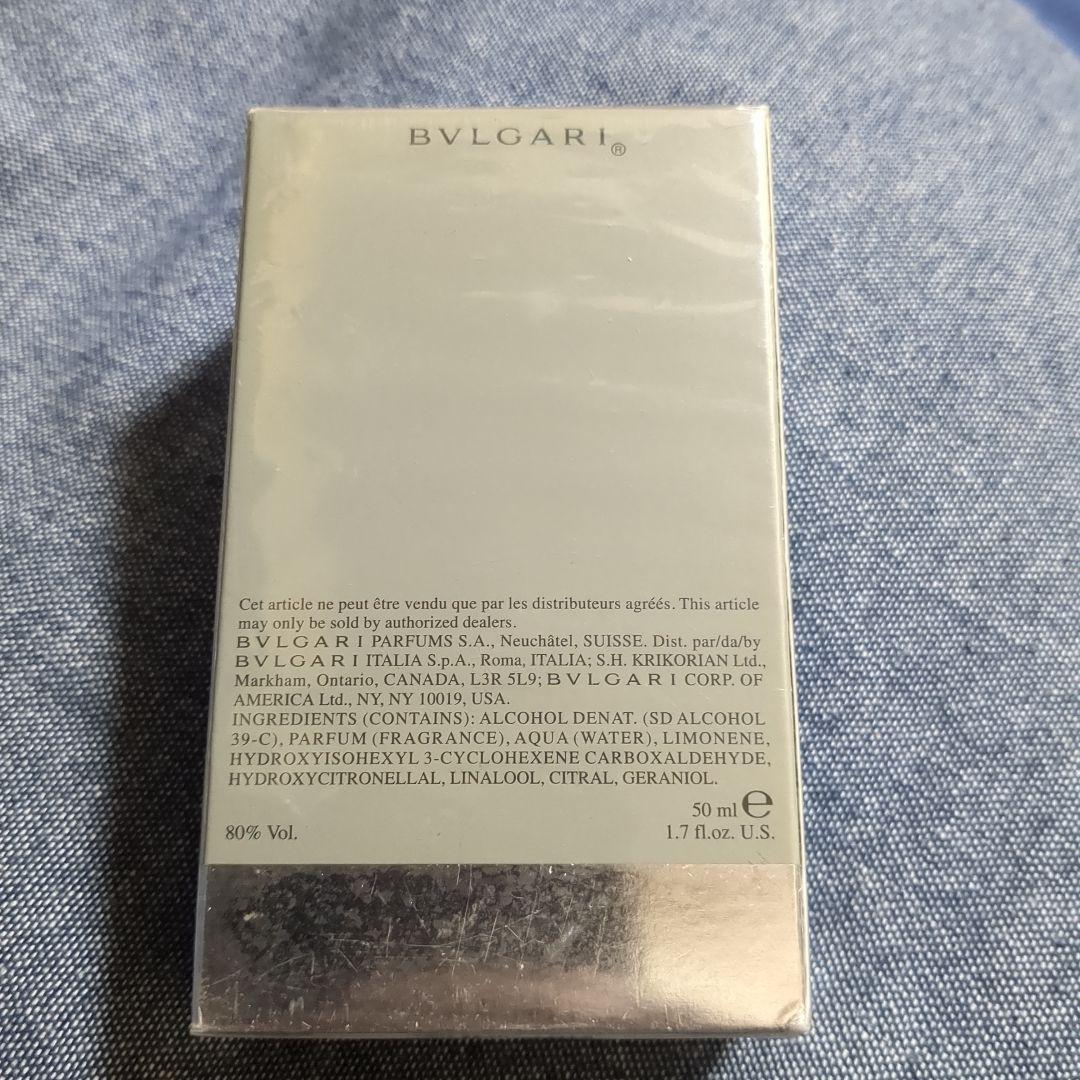 BVLGARI®
Cet article ne peut être vendu que par les distributeurs agréés. This article
may only be sold by authorized dealers.
BVLGARI PARFUMS S.A., Neuchâtel, SUISSE. Dist. par/da/by
BVLGARI ITALIA S.p.A., Roma, ITALIA; S.H. KRIKORIAN Ltd.,
Markham, Ontario, CANADA, L3R 5L9; BVLGARI CORP. OF
AMERICA Ltd., NY, NY 10019, USA.
INGREDIENTS (CONTAINS): ALCOHOL DENAT. (SD ALCOHOL
39-C), PARFUM (FRAGRANCE), AQUA (WATER), LIMONENE,
HYDROXYISOHEXYL 3-CYCLOHEXENE CARBOXALDEHYDE,
HYDROXYCITRONELLAL, LINALOOL, CITRAL, GERANIOL.
50 ml ℮
80% Vol. 1.7 fl.oz. U.S.